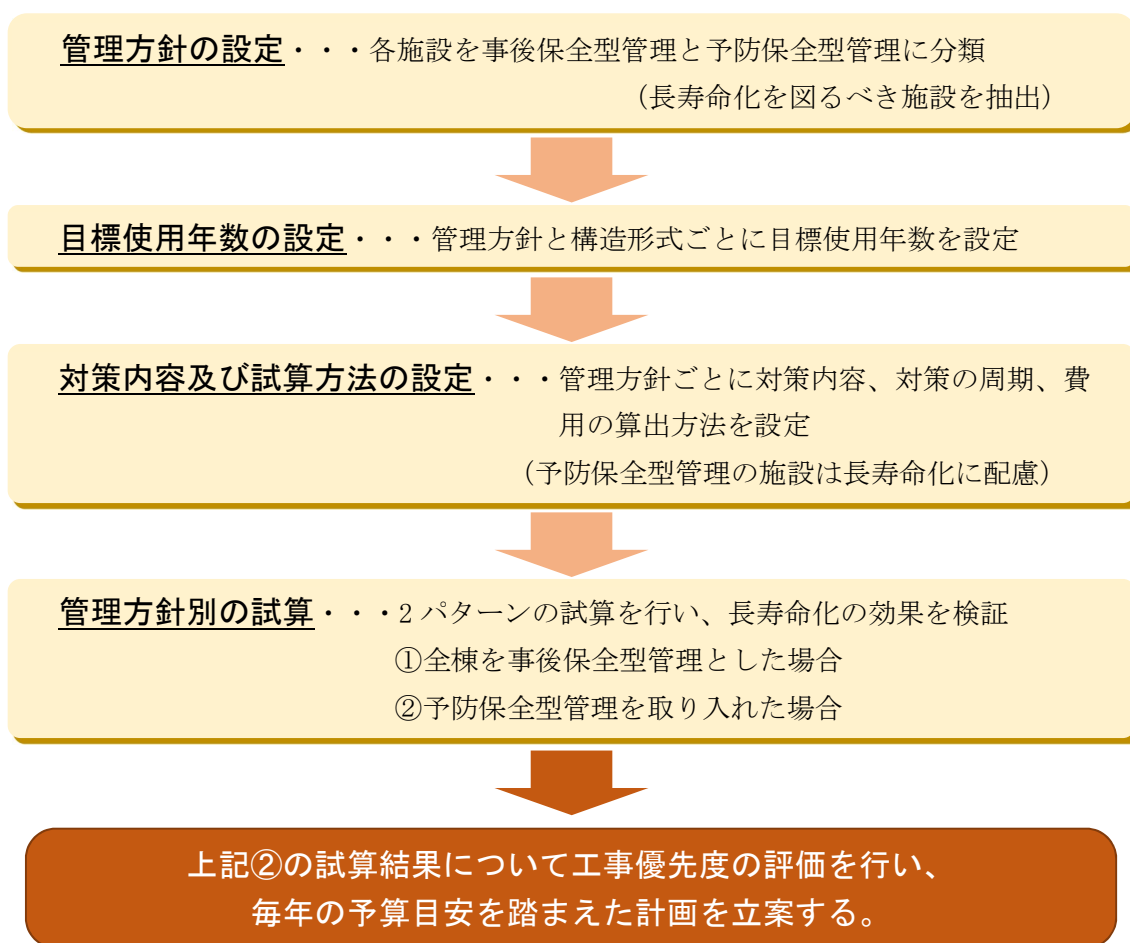 管理方針の設定・・・各施設を事後保全型管理と予防保全型管理に分類
（長寿命化を図るべき施設を抽出）
目標使用年数の設定・・・管理方針と構造形式ごとに目標使用年数を設定
対策内容及び試算方法の設定・・・管理方針ごとに対策内容、対策の周期、費
用の算出方法を設定
（予防保全型管理の施設は長寿命化に配慮）
管理方針別の試算・・・2 パターンの試算を行い、長寿命化の効果を検証
①全棟を事後保全型管理とした場合
②予防保全型管理を取り入れた場合
上記②の試算結果について工事優先度の評価を行い、
毎年の予算目安を踏まえた計画を立案する。